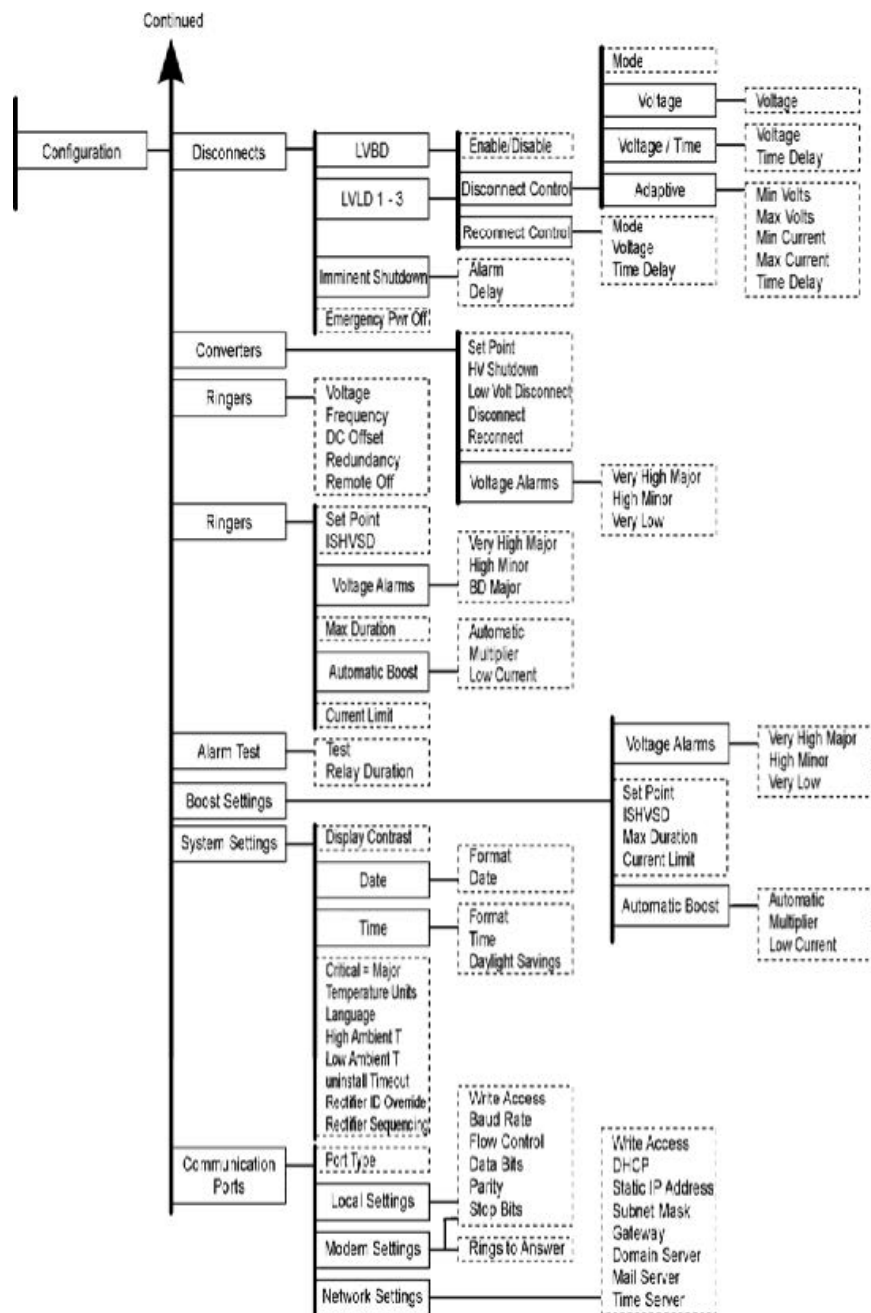 Continued
Configuration
Disconnects
LVBD
LVLD 1 - 3
Imminent Shutdown
Emergency Pwr Off
Enable/Disable
Disconnect Control
Reconnect Control
Alarm
Delay
Mode
Voltage
Voltage / Time
Adaptive
Voltage
Voltage
Time Delay
Min Volts
Max Volts
Min Current
Max Current
Time Delay
Mode
Voltage
Time Delay
Converters
Set Point
HV Shutdown
Low Volt Disconnect
Disconnect
Reconnect
Voltage Alarms
Very High Major
High Minor
Very Low
Ringers
Voltage
Frequency
DC Offset
Redundancy
Remote Off
Ringers
Set Point
ISHVSD
Voltage Alarms
Very High Major
High Minor
BD Major
Max Duration
Automatic Boost
Automatic
Multiplier
Low Current
Current Limit
Alarm Test
Test
Relay Duration
Boost Settings
Voltage Alarms
Very High Major
High Minor
Very Low
Set Point
ISHVSD
Max Duration
Current Limit
Automatic Boost
Automatic
Multiplier
Low Current
System Settings
Display Contrast
Date
Format
Date
Time
Format
Time
Daylight Savings
Critical = Major
Temperature Units
Language
High Ambient T
Low Ambient T
uninstall Timeout
Rectifier ID Override
Rectifier Sequencing
Communication
Ports
Port Type
Local Settings
Write Access
Baud Rate
Flow Control
Data Bits
Parity
Stop Bits
Modem Settings
Rings to Answer
Network Settings
Write Access
DHCP
Static IP Address
Subnet Mask
Gateway
Domain Server
Mail Server
Time Server